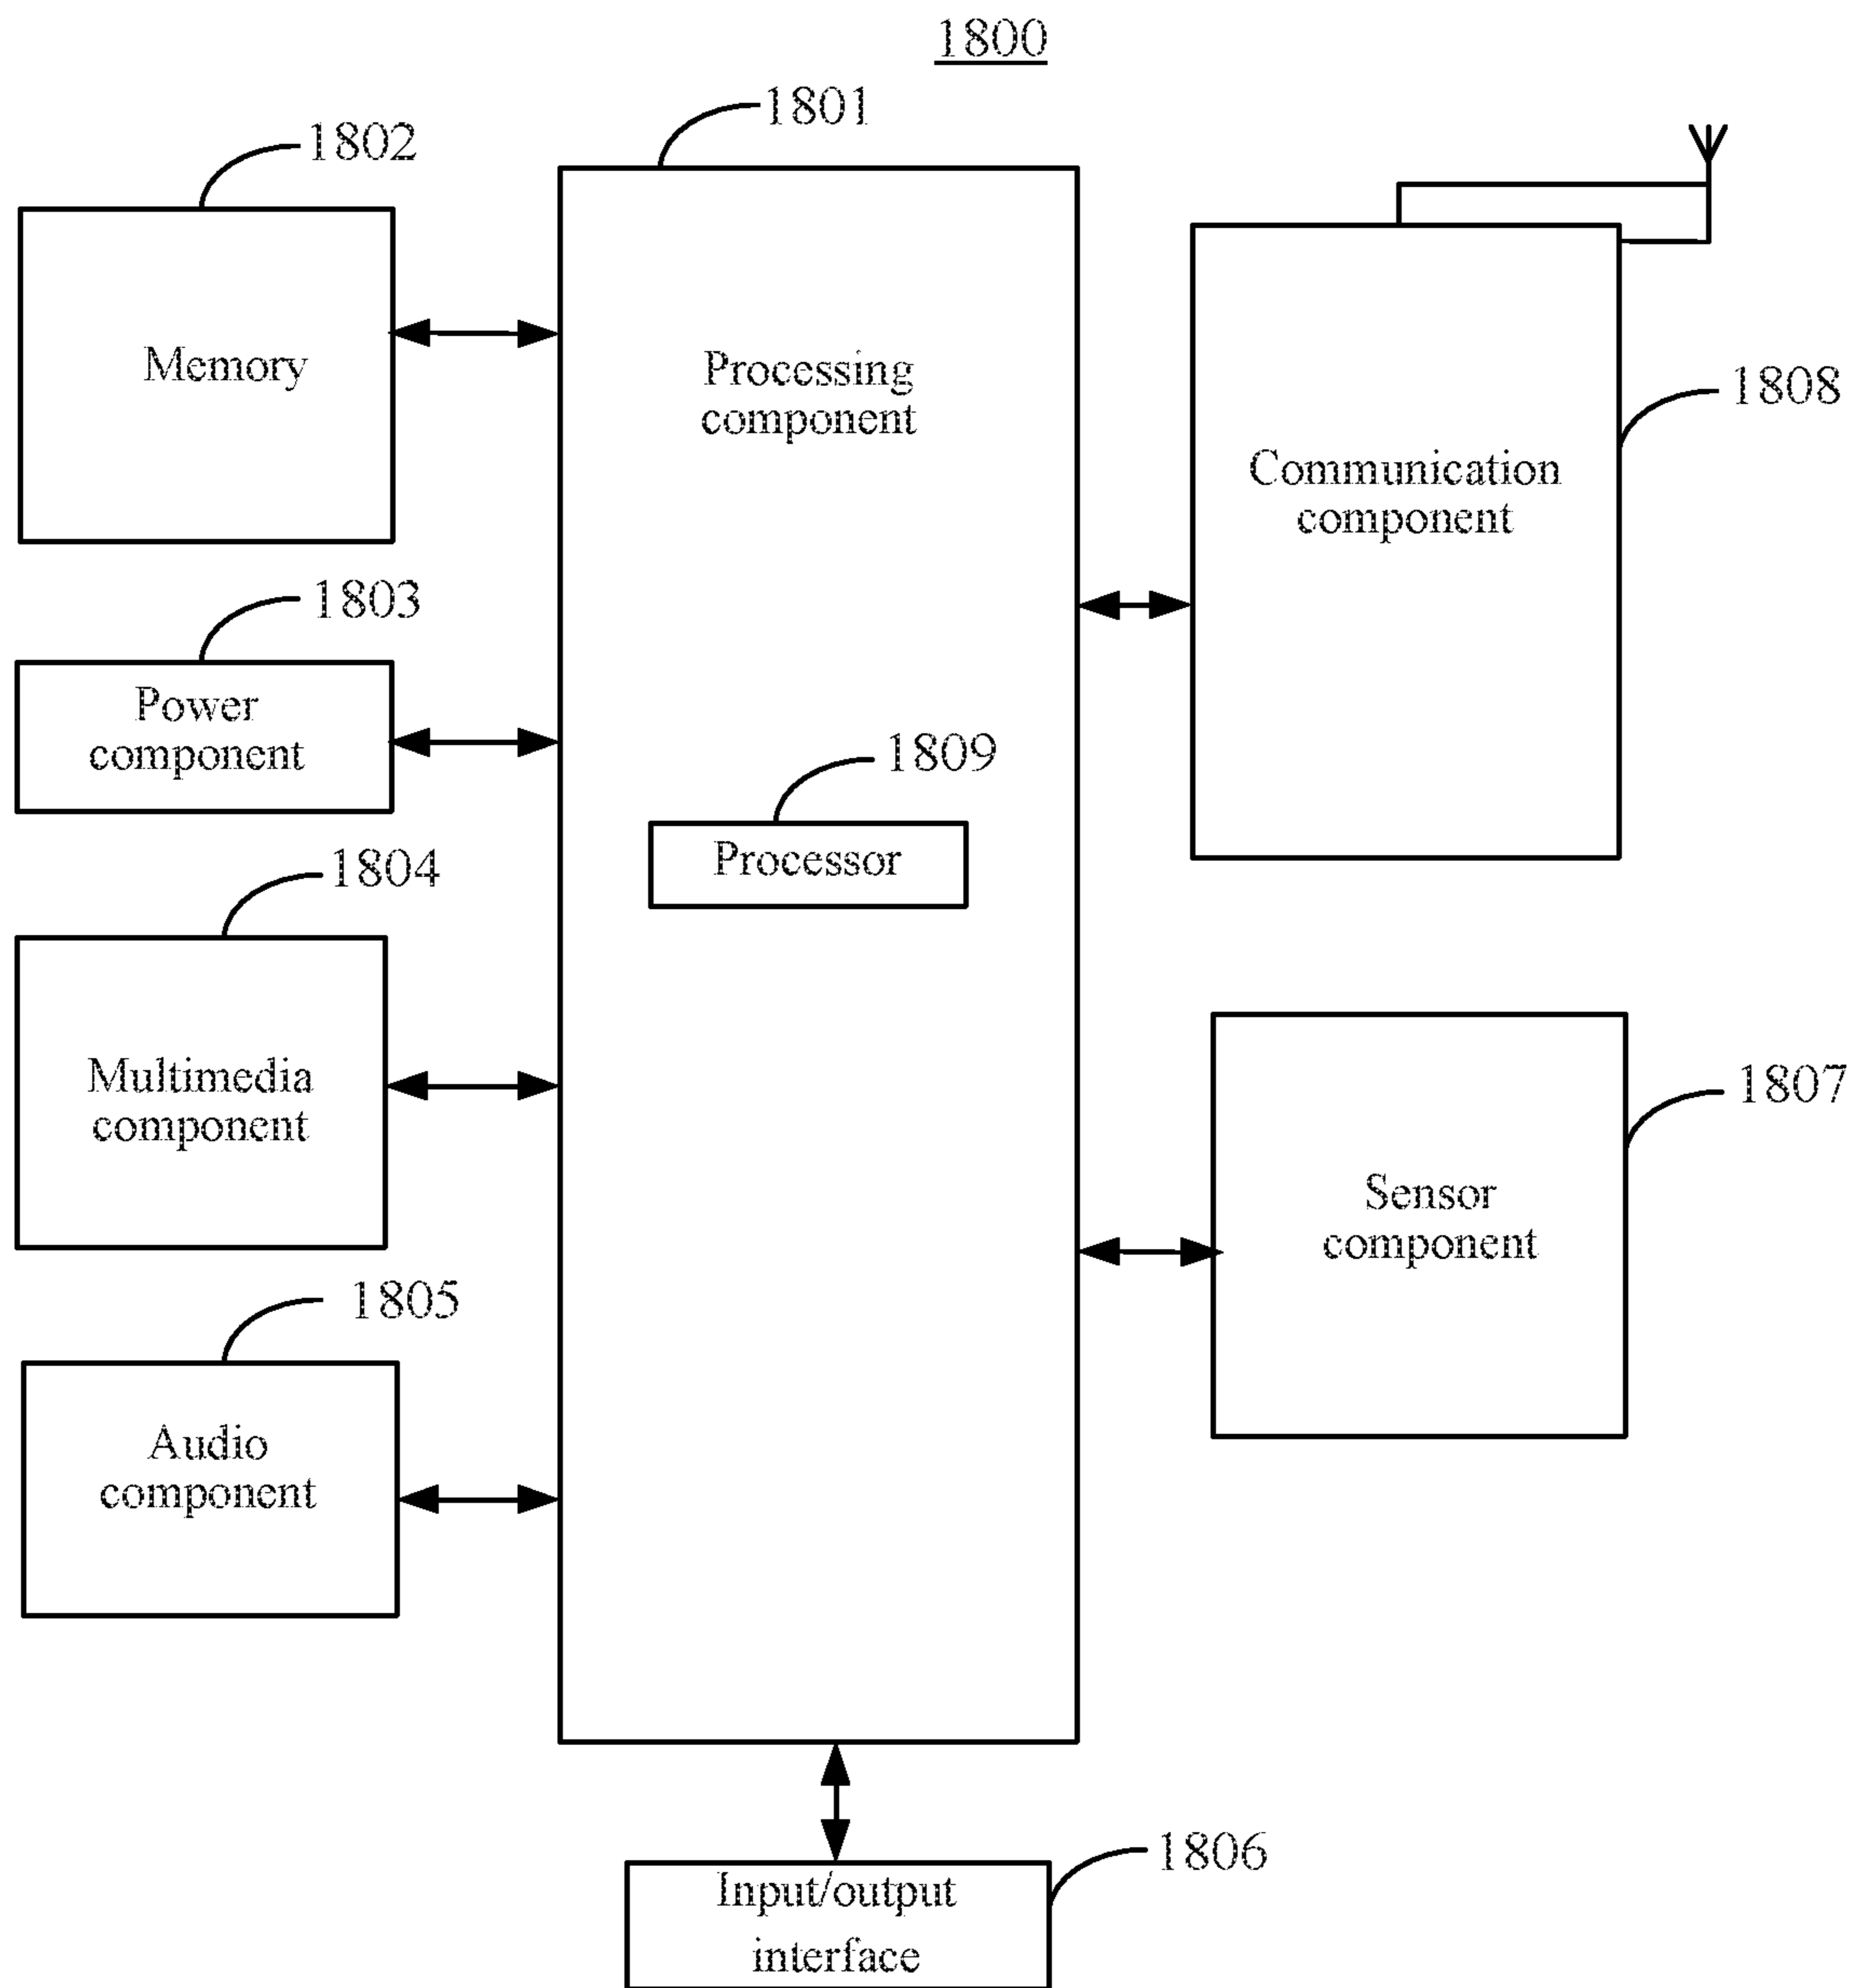 1800
1801
1802
Memory
Processing
component
1808
Communication
component
1803
Power
component
1809
Processor
1804
Multimedia
component
1807
Sensor
component
1805
Audio
component
1806
Input/output
interface